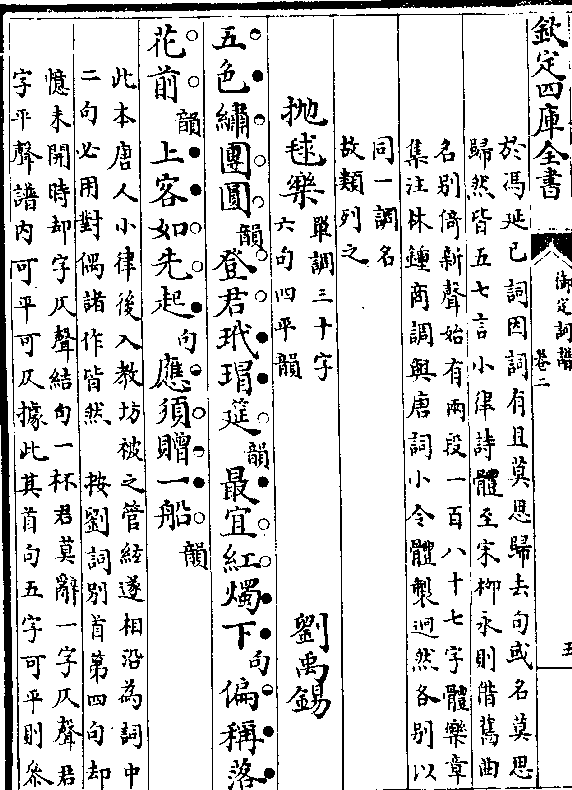 欽定四庫全書
御定詞譜
卷二
五
於馮延巳詞因詞有且莫思歸去句或名莫思
歸然皆五七言小律詩體至宋柳永則借舊曲
名別倚新聲始有兩段一百八十七字體樂章
集注林鍾商調與唐詞小令體製迥然各別以
同一調名
故類列之
拋毬樂
單調三十字
六句四平韻
劉禹錫
五色繡團圓韻登君玳瑁筵韻最宜紅燭下句偏稱落
花前韻上客如先起句應須贈一船韻
此本唐人小律後入教坊被之管絃遂相沿為詞中
二句必用對偶諸作皆然 按劉詞別首第四句却
憶未開時却字仄聲結句一杯君莫辭一字仄聲君
字平聲譜內可平可仄據此其首句五字可平則叅